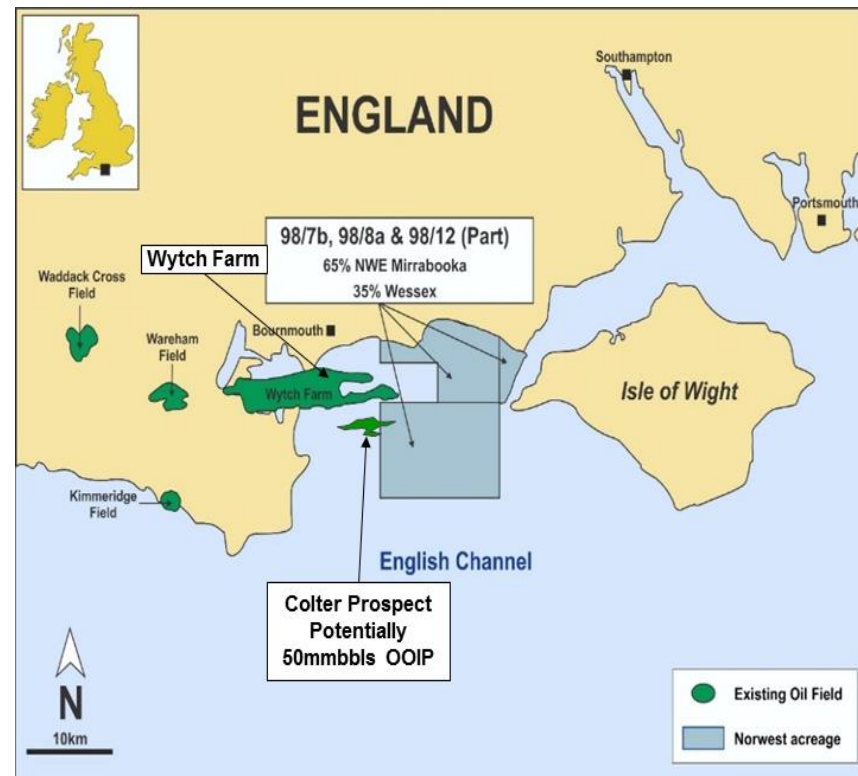 Southampton
ENGLAND
Portsmouth
98/7b, 98/8a & 98/12 (Part)
65% NWE Mirrabooka
35% Wessex
Wytch Farm
Waddack Cross
Field
Bournmouth
Wareham
Field
Wytch Farm
Isle of Wight
Kimmeridge
Field
English Channel
Colter Prospect
Potentially
50mmbbls OOIP
N
10km
Existing Oil Field
Norwest acreage